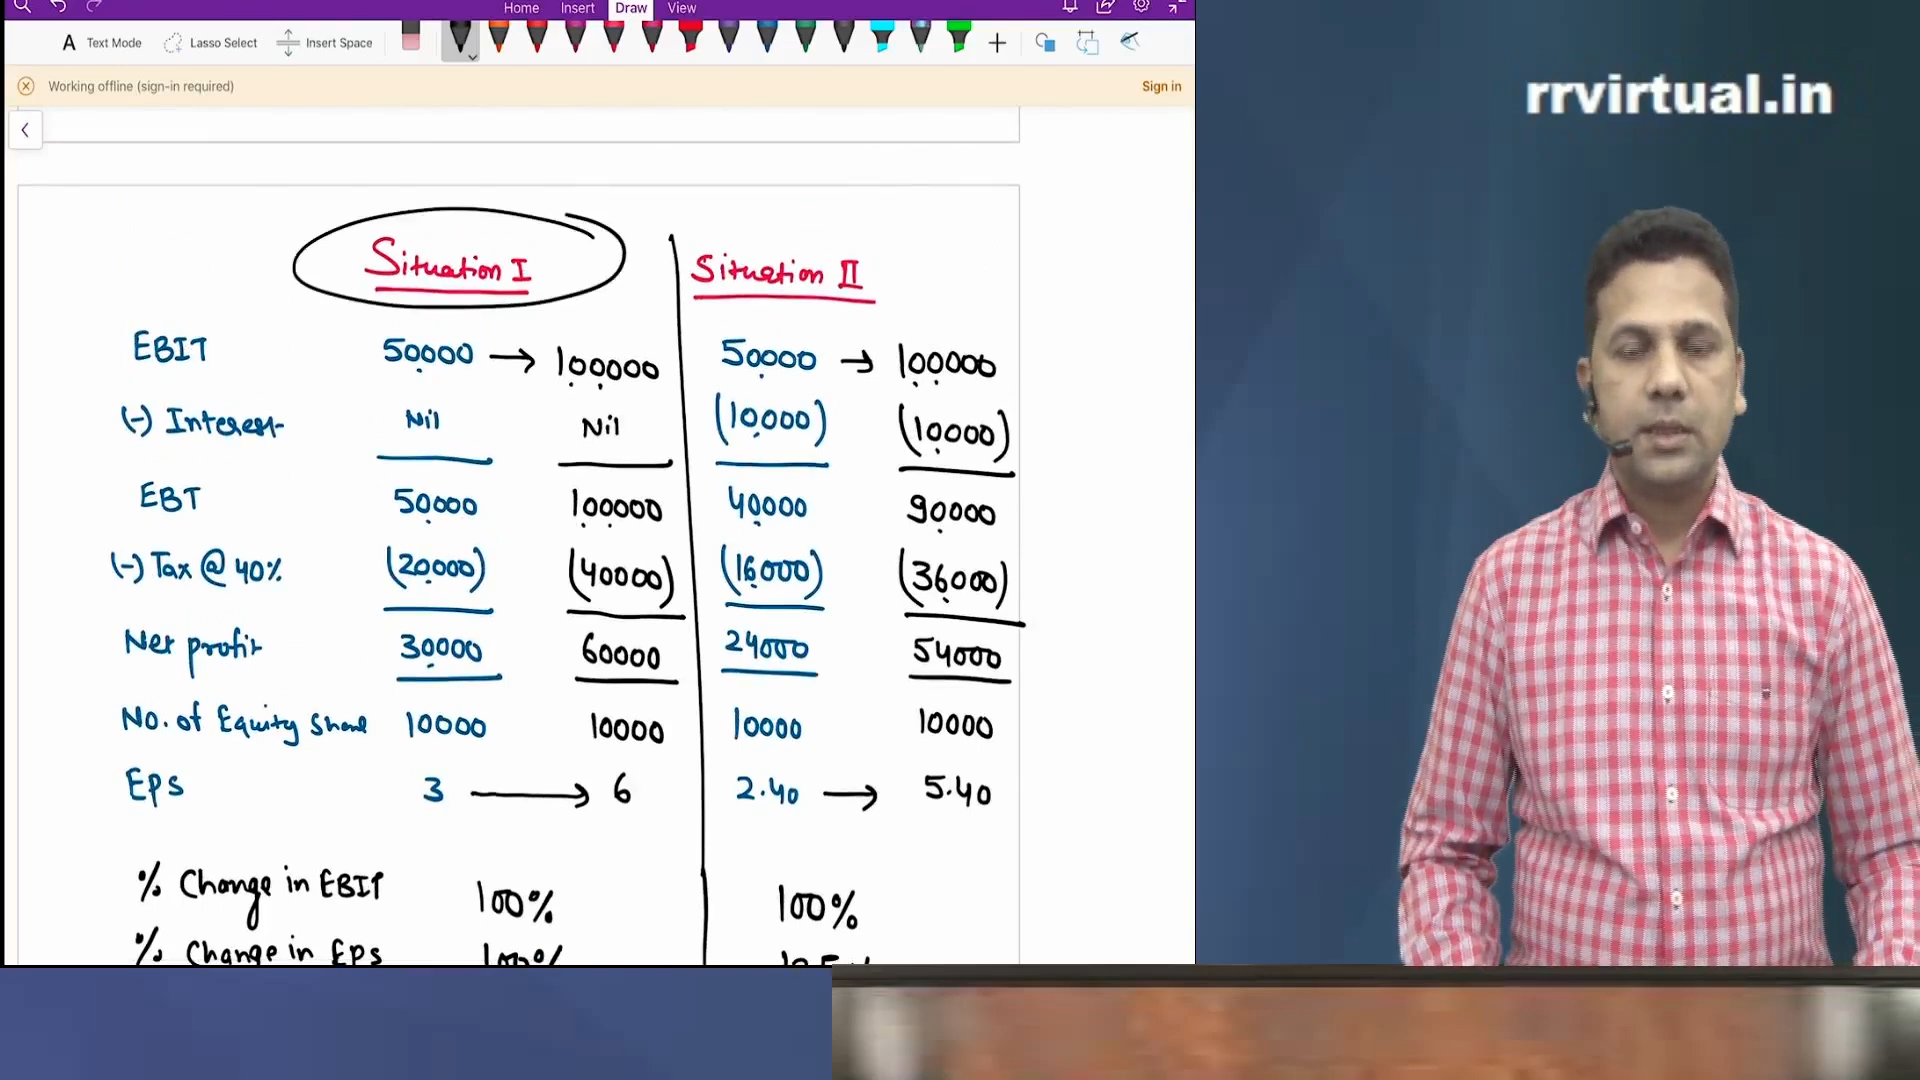 Home Insert Draw View
Text Mode Lasso Select Insert Space
Working offline (sign-in required) Sign in
rrvirtual.in
Situation I Situation II
EBIT 50000 → 100000 50000 → 100000
(-) Interest Nil Nil (10000) (10000)
EBT 50000 100000 40000 90000
(-) Tax @ 40% (20000) (40000) (16000) (36000)
Net profit 30000 60000 24000 54000
No. of Equity Share 10000 10000 10000 10000
Eps 3 → 6 2.40 → 5.40
% Change in EBIT 100% 100%
% Change in Eps 100%